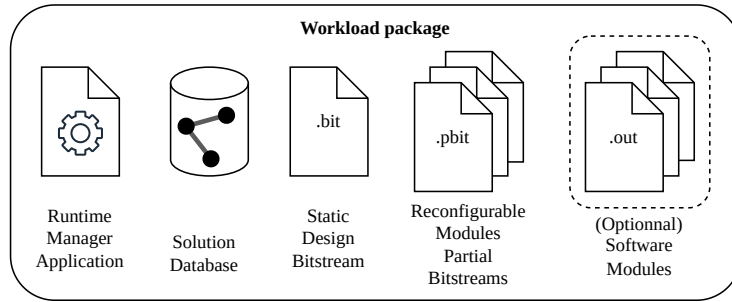 Workload package
.bit
.pbit
.out
Runtime
Manager
Application
Solution
Database
Static
Design
Bitstream
Reconfigurable
Modules
Partial
Bitstreams
(Optionnal)
Software
Modules